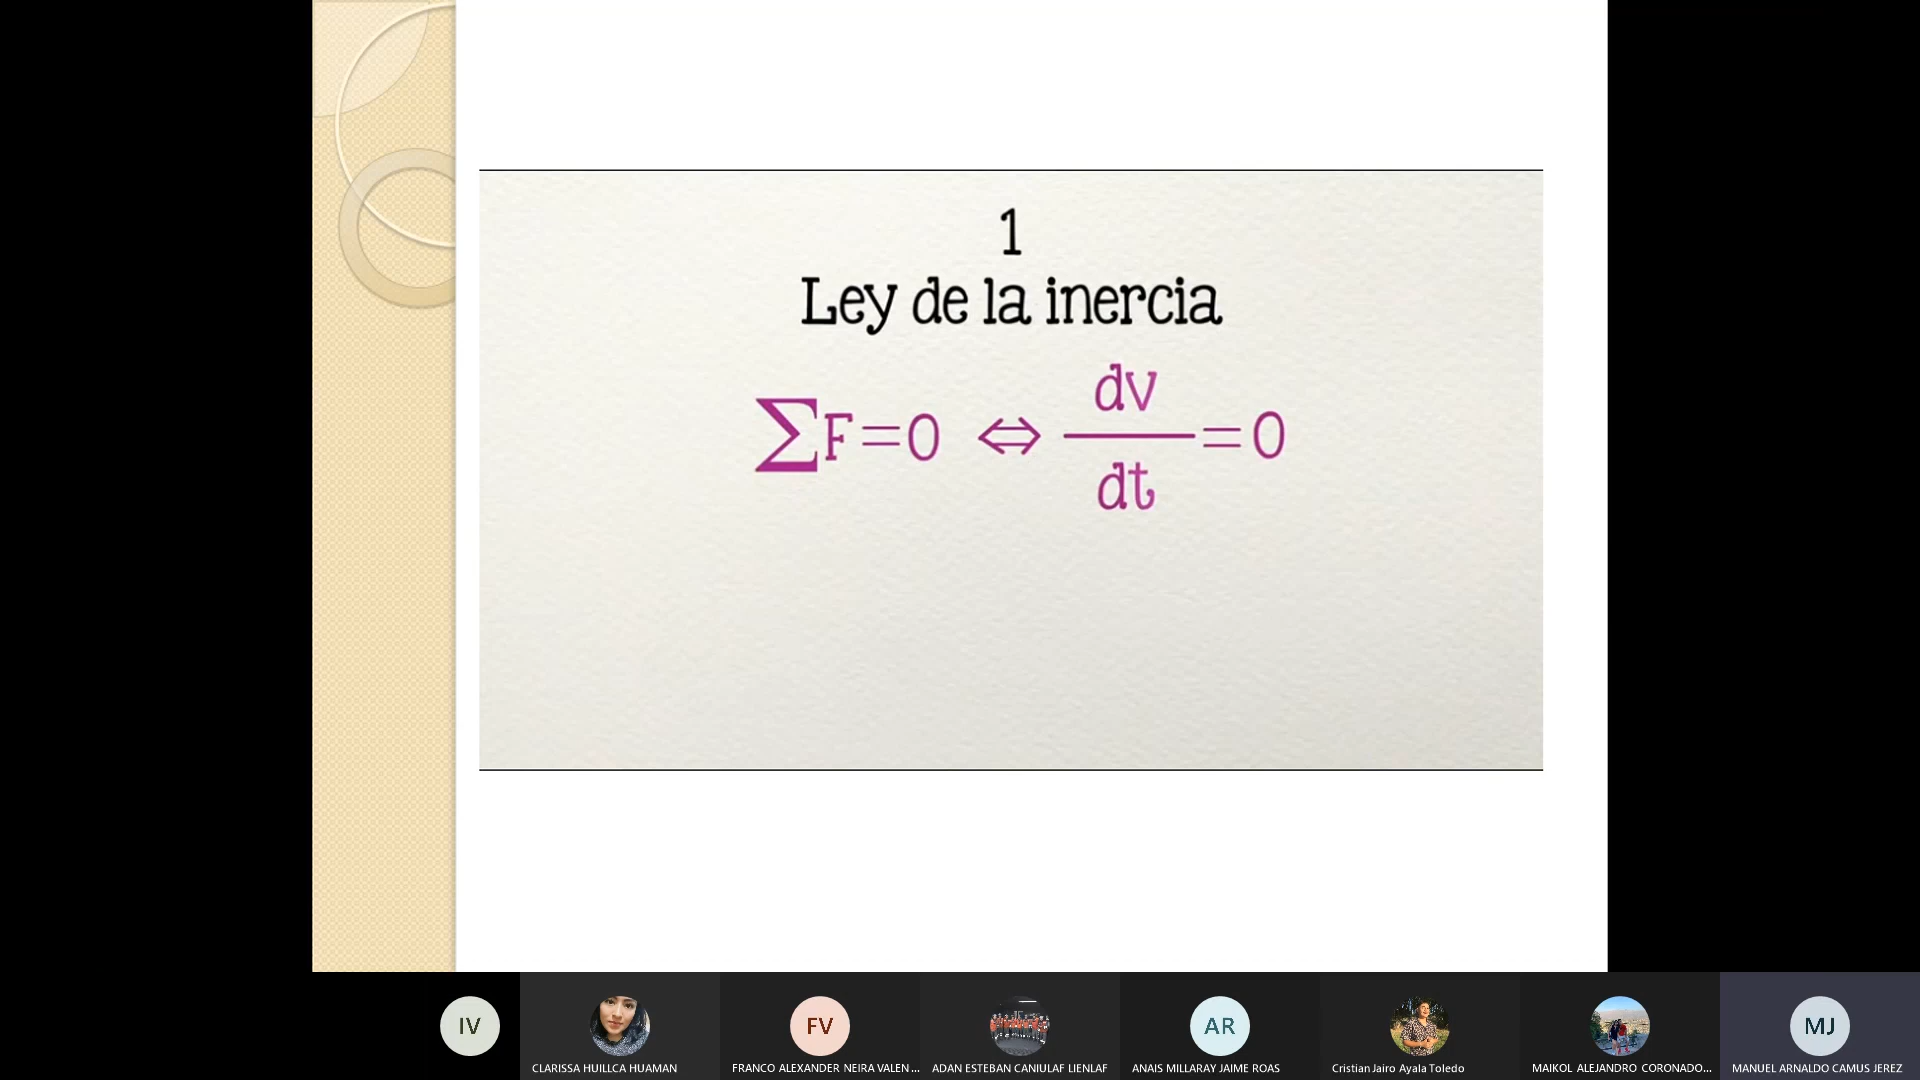 1
Ley de la inercia
∑F=0 ⇔ dv/dt=0
IV
CLARISSA HUILLCA HUAMAN
FV
FRANCO ALEXANDER NEIRA VALEN...
ADAN ESTEBAN CANIULAF LIENLAF
AR
ANAIS MILLARAY JAIME ROAS
Cristian Jairo Ayala Toledo
MAIKOL ALEJANDRO CORONADO...
MJ
MANUEL ARNALDO CAMUS JEREZ